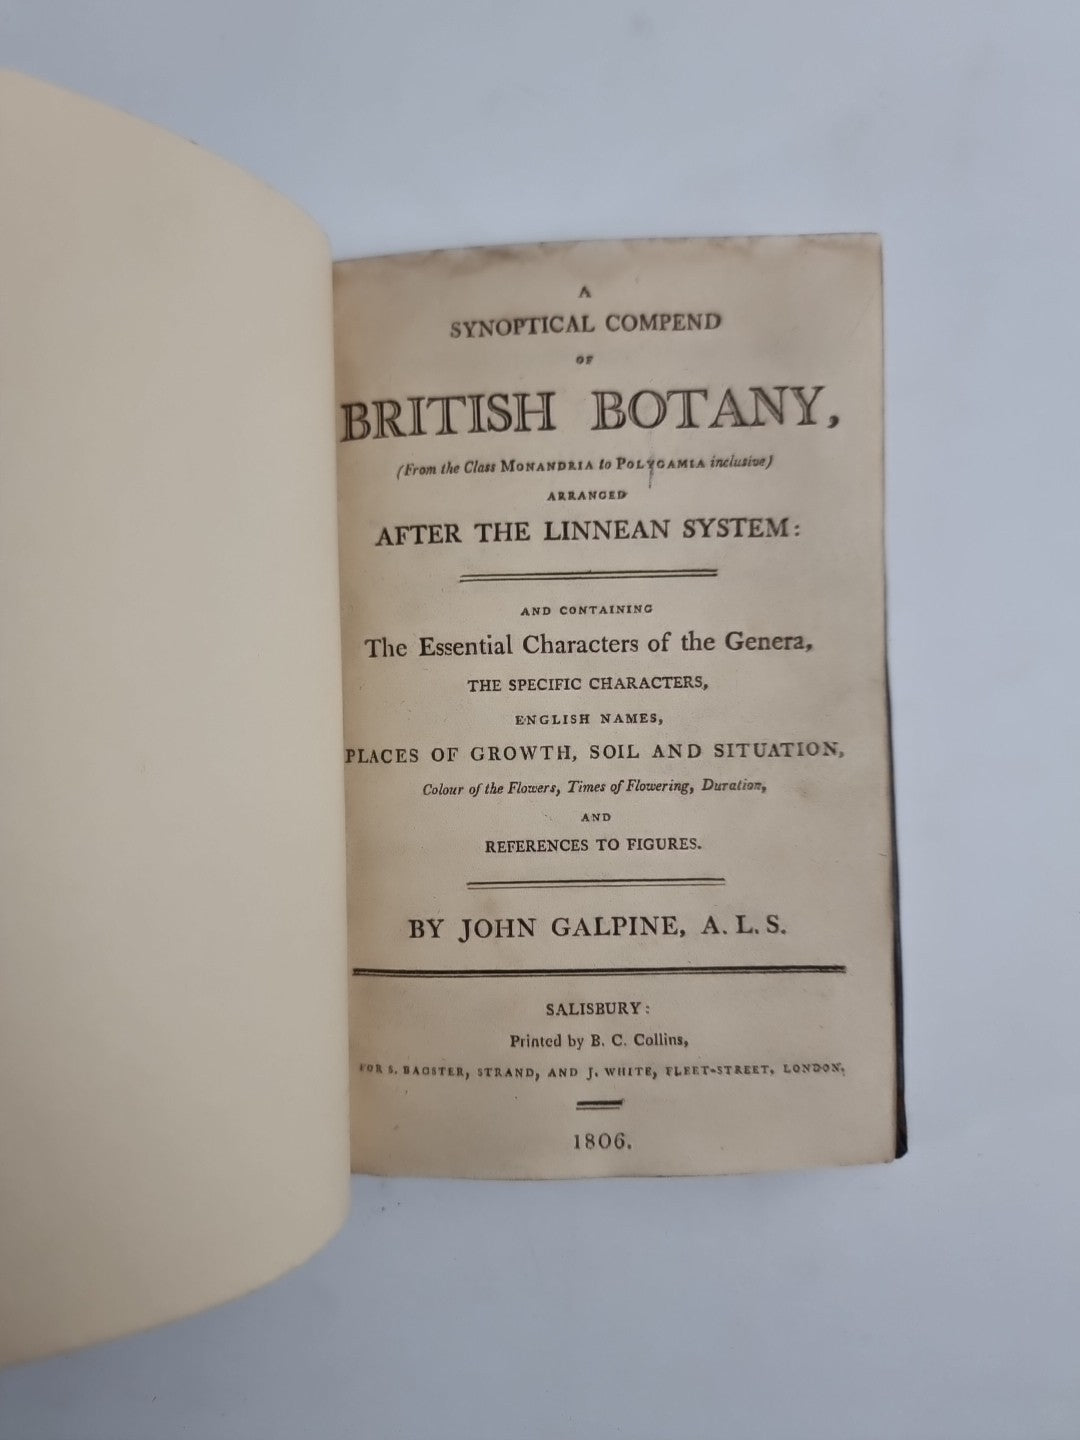 A
SYNOPTICAL COMPEND
OF
BRITISH BOTANY,
(From the Class MONANDRIA to POLYGAMIA inclusive)
ARRANGED
AFTER THE LINNEAN SYSTEM:
AND CONTAINING
The Essential Characters of the Genera,
THE SPECIFIC CHARACTERS,
ENGLISH NAMES,
PLACES OF GROWTH, SOIL AND SITUATION,
Colour of the Flowers, Times of Flowering, Duration,
AND
REFERENCES TO FIGURES.
BY JOHN GALPINE, A. L. S.
SALISBURY:
Printed by B. C. Collins,
FOR S. BAGSTER, STRAND, AND J. WHITE, FLEET-STREET, LONDON.
1806.